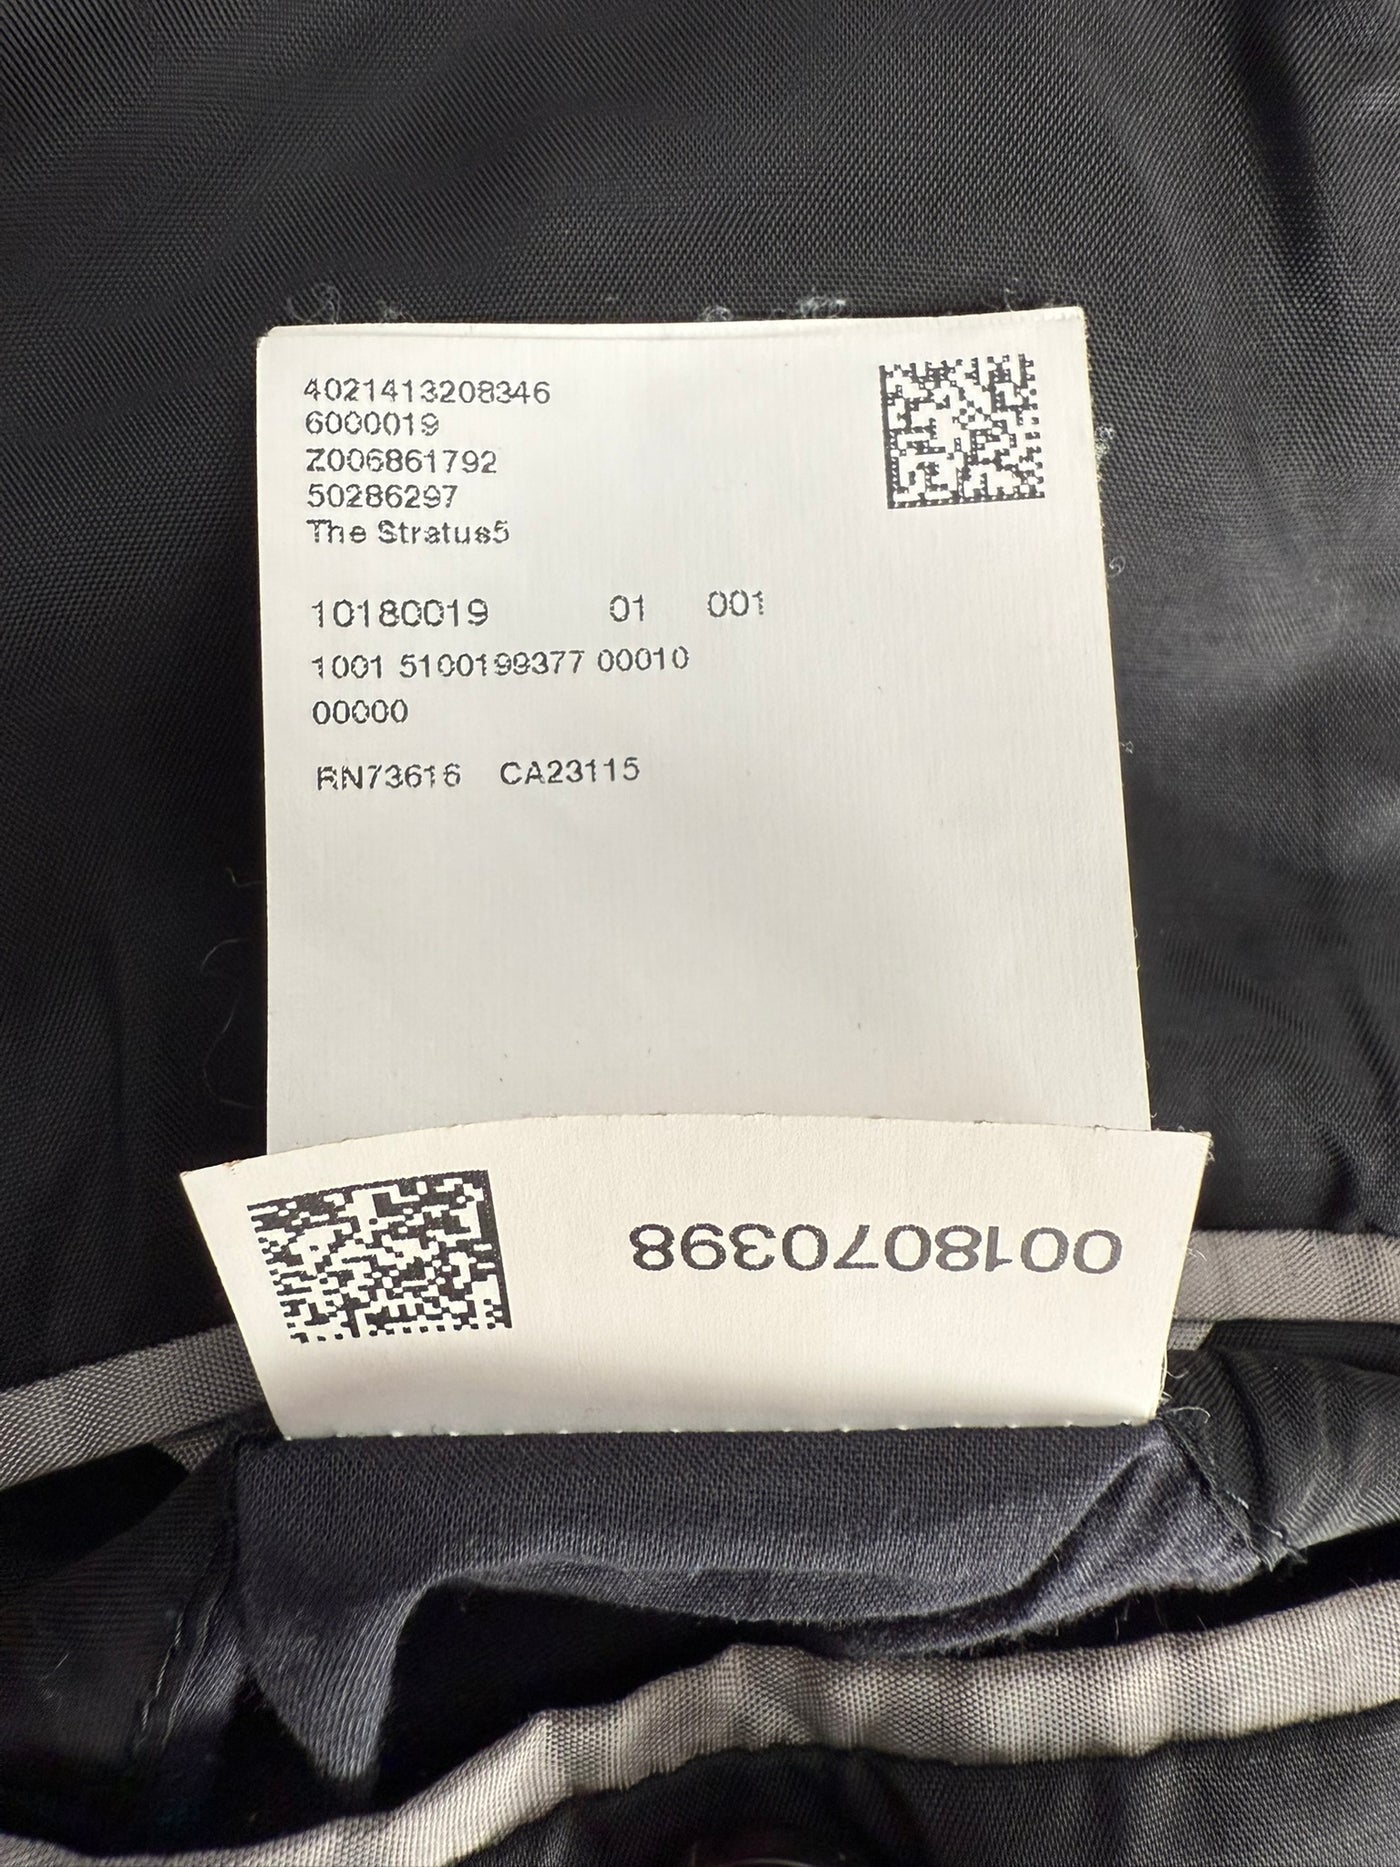 4021413208346
6000019
Z006861792
50286297
The Stratus5
10180019 01 001
1001 5100199377 00010
00000
RN73616 CA23115
0018070398